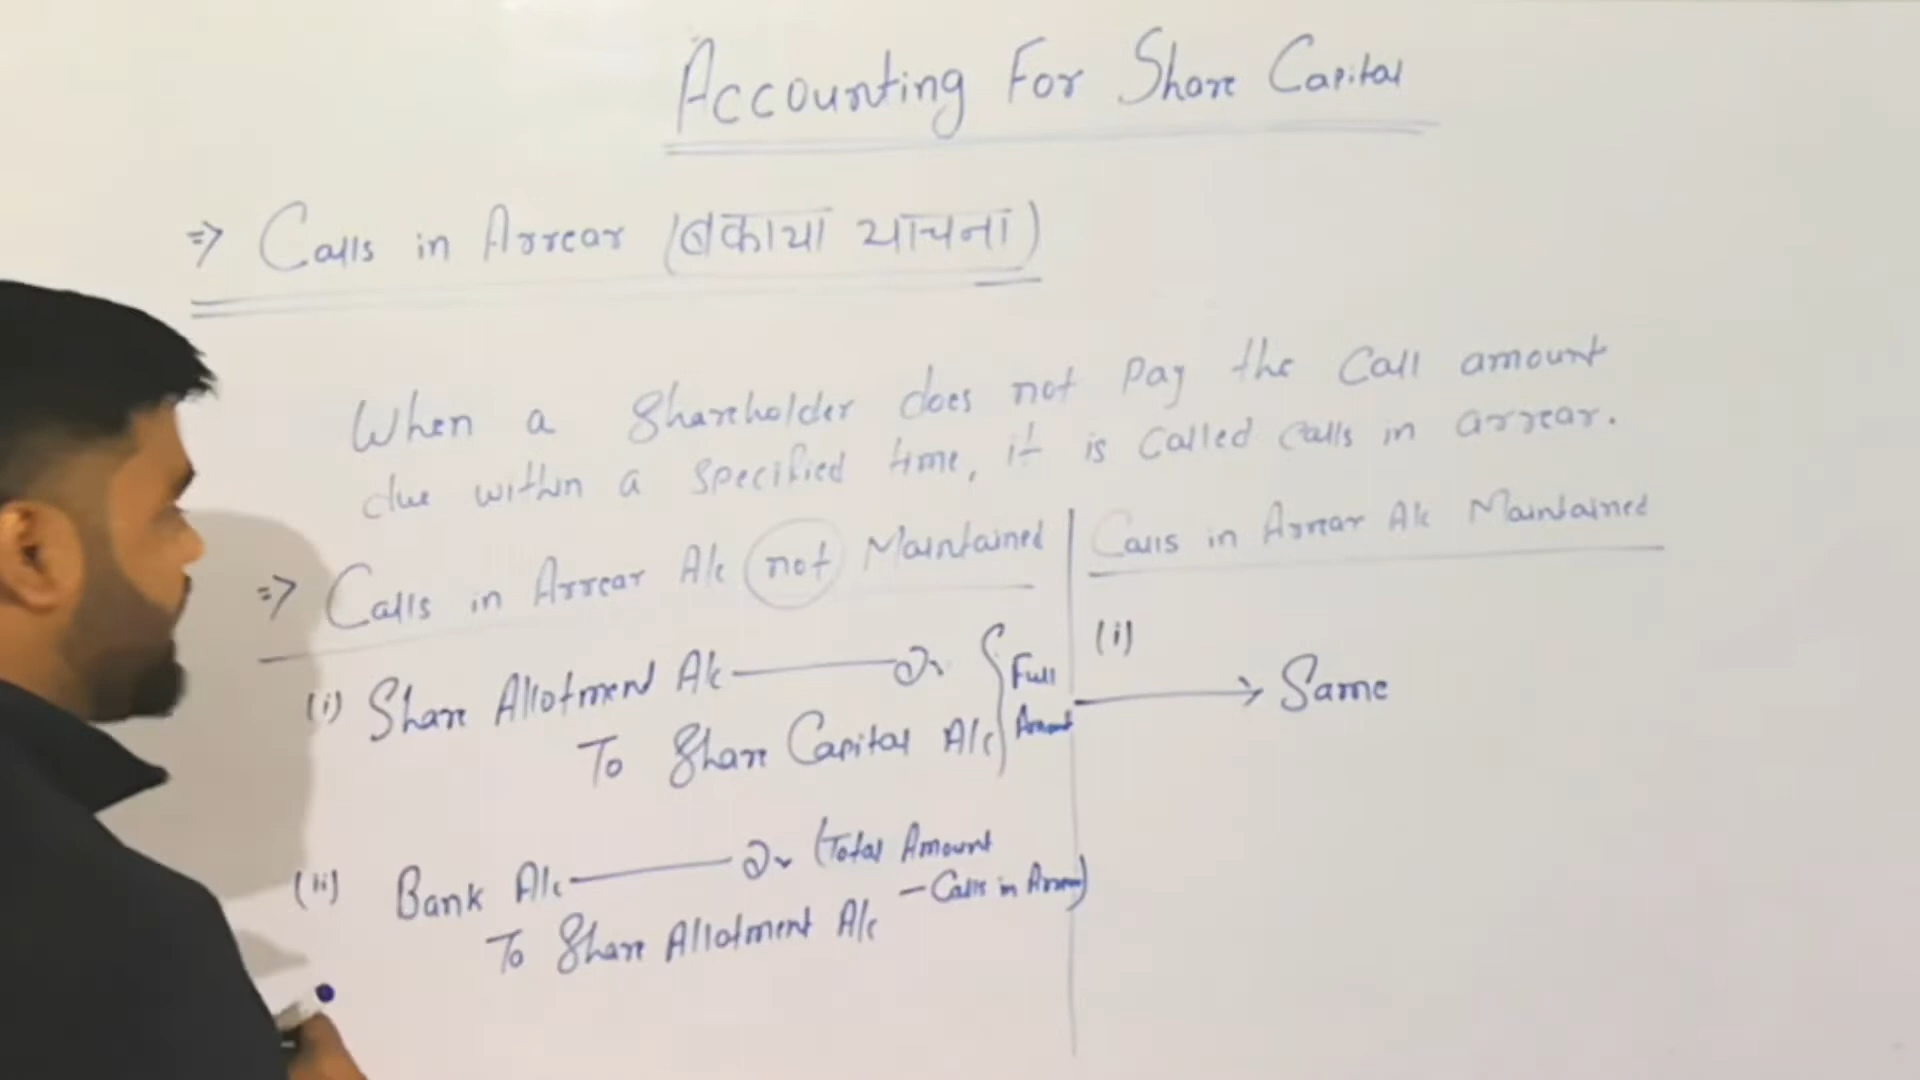 Accounting For Share Capital
⇒ Calls in Arrear (बकाया याचना)
When a Shareholder does not Pay the Call amount
due within a specified time, it is called calls in arrear.
⇒ Calls in Arrear A/c not Maintained
(i) Share Allotment A/c — Dr { Full
To Share Capital A/c Amount
(ii) Bank A/c — Dr (Total Amount
To Share Allotment A/c — Calls in Arrear)
Calls in Arrear A/c Maintained
(i)
→ Same